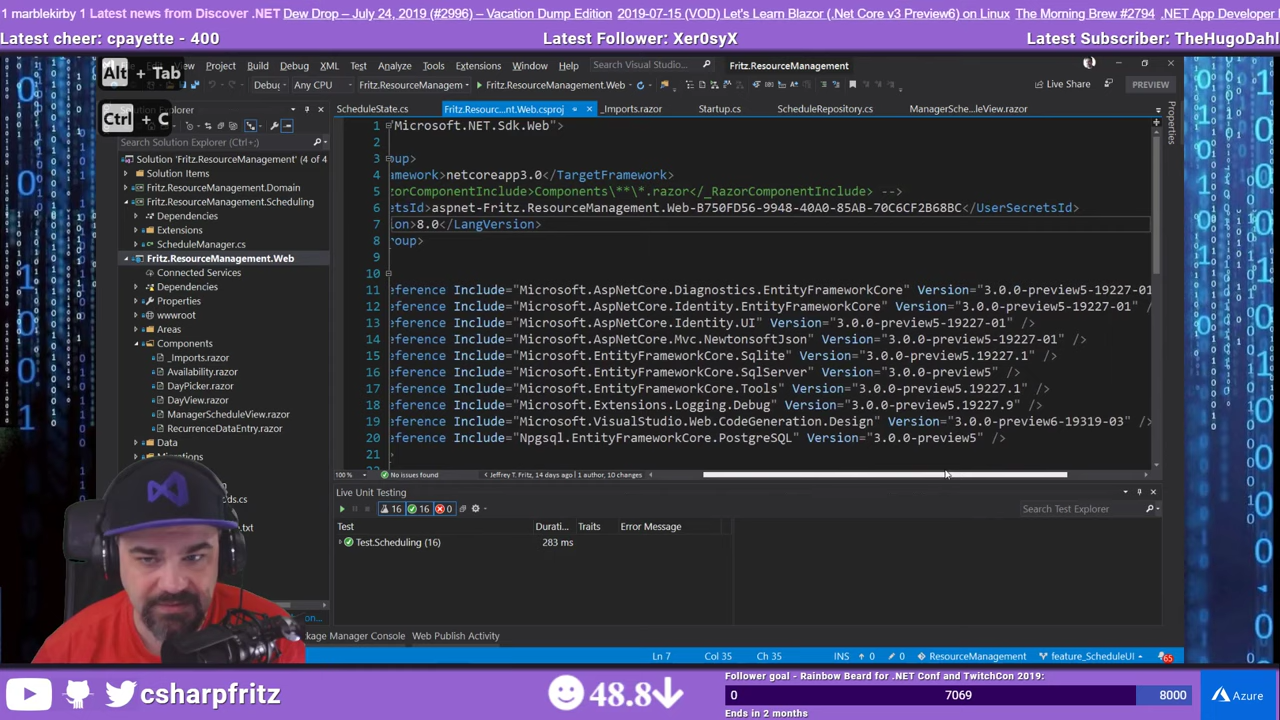 1 marblekirby 1 Latest news from Discover .NET Dew Drop – July 24, 2019 (#2996) – Vacation Dump Edition 2019-07-15 (VOD) Let's Learn Blazor (.Net Core v3 Preview6) on Linux The Morning Brew #2794 .NET App Developer
Latest cheer: cpayette - 400 Latest Follower: Xer0syX Latest Subscriber: TheHugoDahl
View Project Build Debug XML Test Analyze Tools Extensions Window Help Search Visual Studio... Fritz.ResourceManagement
Alt + Tab
Debug Any CPU Fritz.ResourceManagem Fritz.ResourceManagement.Web Live Share PREVIEW
Solution Explorer ScheduleState.cs Fritz.Resourc...nt.Web.csproj _Imports.razor Startup.cs ScheduleRepository.cs ManagerSche...leView.razor
Ctrl + C
Properties
Search Solution Explorer (Ctrl+;)
Solution 'Fritz.ResourceManagement' (4 of 4
Solution Items
Fritz.ResourceManagement.Domain
Fritz.ResourceManagement.Scheduling
Dependencies
Extensions
ScheduleManager.cs
Fritz.ResourceManagement.Web
Connected Services
Dependencies
Properties
wwwroot
Areas
Components
_Imports.razor
Availability.razor
DayPicker.razor
DayView.razor
ManagerScheduleView.razor
RecurrenceDataEntry.razor
Data
1 "Microsoft.NET.Sdk.Web">
2
3 oup>
4 amework>netcoreapp3.0</TargetFramework>
5 zorComponentInclude>Components\**\*.razor</_RazorComponentInclude> -->
6 etsId>aspnet-Fritz.ResourceManagement.Web-B750FD56-9948-40A0-85AB-70C6CF2B68BC</UserSecretsId>
7 ion>8.0</LangVersion>
8 roup>
9
10
11 eference Include="Microsoft.AspNetCore.Diagnostics.EntityFrameworkCore" Version="3.0.0-preview5-19227-01
12 eference Include="Microsoft.AspNetCore.Identity.EntityFrameworkCore" Version="3.0.0-preview5-19227-01" /
13 eference Include="Microsoft.AspNetCore.Identity.UI" Version="3.0.0-preview5-19227-01" />
14 eference Include="Microsoft.AspNetCore.Mvc.NewtonsoftJson" Version="3.0.0-preview5-19227-01" />
15 eference Include="Microsoft.EntityFrameworkCore.Sqlite" Version="3.0.0-preview5.19227.1" />
16 eference Include="Microsoft.EntityFrameworkCore.SqlServer" Version="3.0.0-preview5" />
17 eference Include="Microsoft.EntityFrameworkCore.Tools" Version="3.0.0-preview5.19227.1" />
18 eference Include="Microsoft.Extensions.Logging.Debug" Version="3.0.0-preview5.19227.9" />
19 eference Include="Microsoft.VisualStudio.Web.CodeGeneration.Design" Version="3.0.0-preview6-19319-03" />
20 eference Include="Npgsql.EntityFrameworkCore.PostgreSQL" Version="3.0.0-preview5" />
21 >
100% No issues found Jeffrey T. Fritz, 14 days ago | 1 author, 10 changes
Live Unit Testing
16 16 0 Search Test Explorer
Test Durati... Traits Error Message
Test.Scheduling (16) 283 ms
kage Manager Console Web Publish Activity
Ln 7 Col 35 Ch 35 INS 0 0 ResourceManagement feature_ScheduleUI 65
csharpfritz
48.8
Follower goal - Rainbow Beard for .NET Conf and TwitchCon 2019:
0 7069 8000
Ends in 2 months
Azure